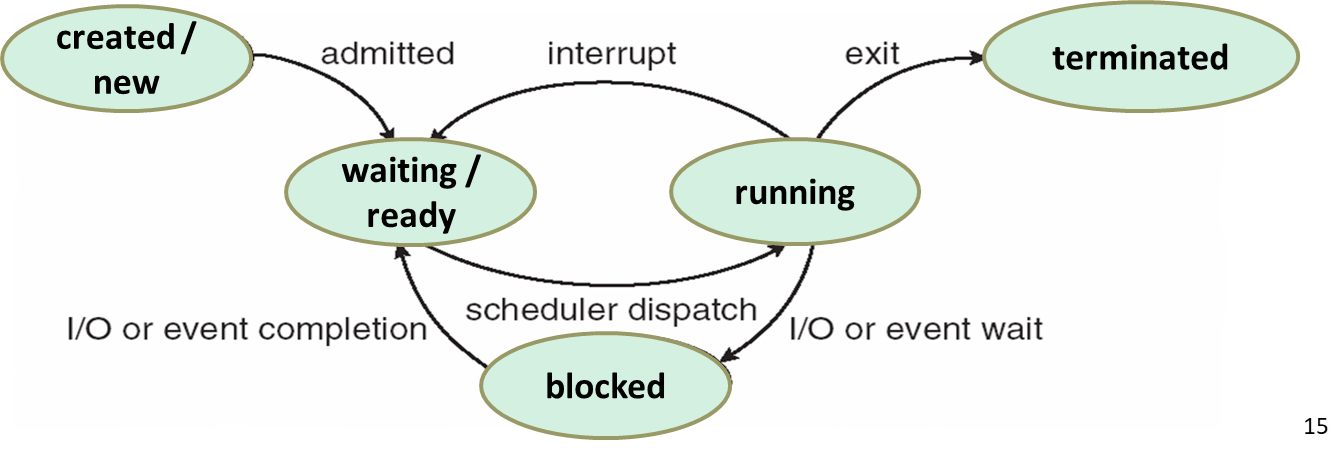 created /
new
admitted
interrupt
exit
terminated
waiting /
ready
running
scheduler dispatch
I/O or event completion
I/O or event wait
blocked
15